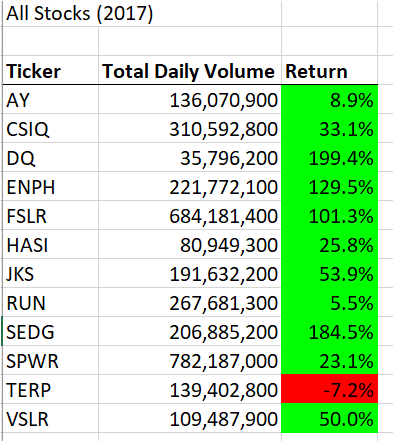 All Stocks (2017)
Ticker Total Daily Volume Return
AY 136,070,900 8.9%
CSIQ 310,592,800 33.1%
DQ 35,796,200 199.4%
ENPH 221,772,100 129.5%
FSLR 684,181,400 101.3%
HASI 80,949,300 25.8%
JKS 191,632,200 53.9%
RUN 267,681,300 5.5%
SEDG 206,885,200 184.5%
SPWR 782,187,000 23.1%
TERP 139,402,800 -7.2%
VSLR 109,487,900 50.0%